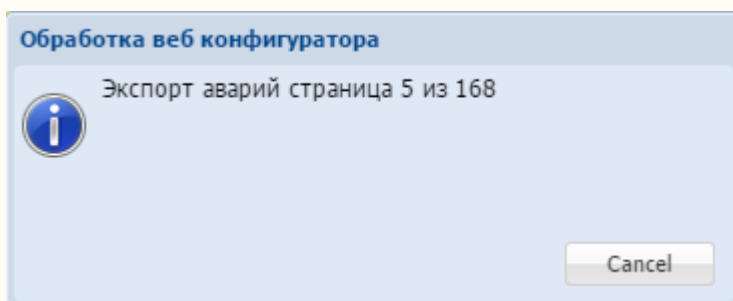 Обработка веб конфигуратора
Экспорт аварий страница 5 из 168
Cancel